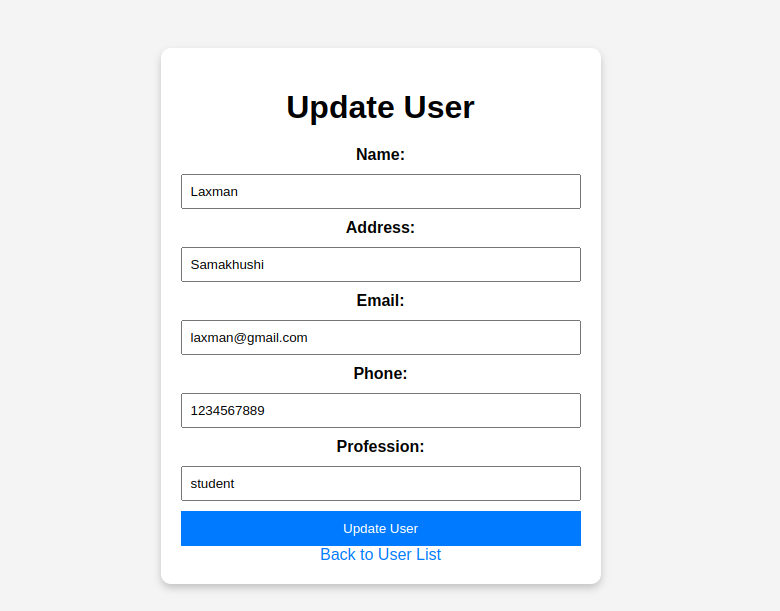 Update User
Name:
Laxman
Address:
Samakhushi
Email:
laxman@gmail.com
Phone:
1234567889
Profession:
student
Update User
Back to User List